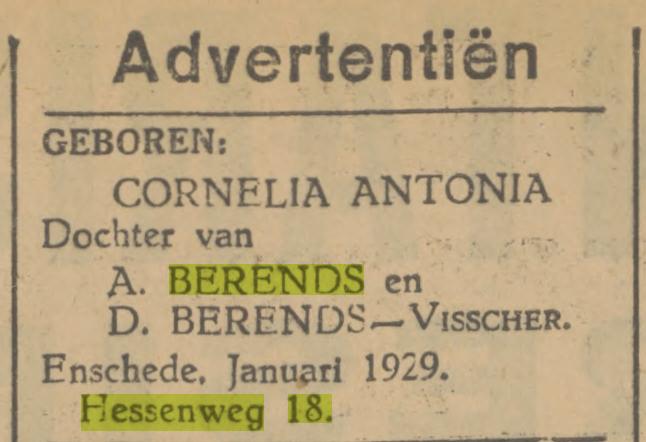 Advertentiën
GEBOREN:
CORNELIA ANTONIA
Dochter van
A. BERENDS en
D. BERENDS—VISSCHER.
Enschede, Januari 1929.
Hessenweg 18.